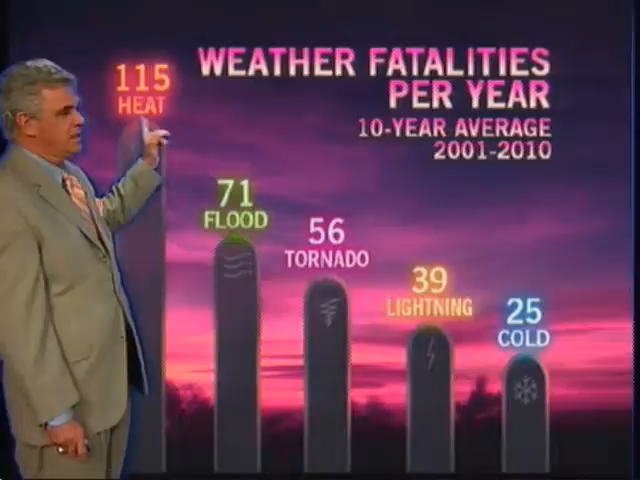 WEATHER FATALITIES
PER YEAR
10-YEAR AVERAGE
2001-2010
115
HEAT
71
FLOOD
56
TORNADO
39
LIGHTNING
25
COLD